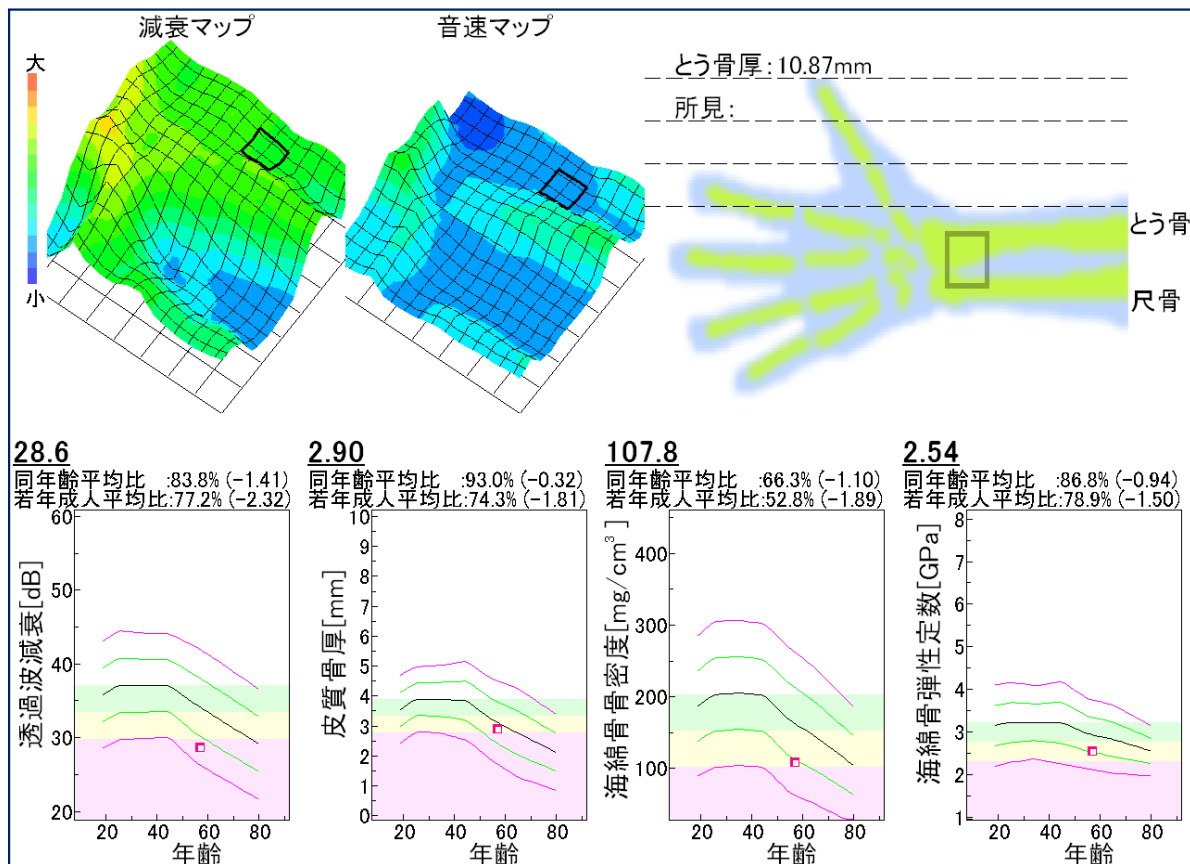 減衰マップ
音速マップ
大
小
とう骨厚:10.87mm
所見:
とう骨
尺骨
28.6
同年齢平均比 :83.8%(-1.41)
若年成人平均比:77.2%(-2.32)
透過波減衰[dB]
60
50
40
30
20
20 40 60 80
年齢
2.90
同年齢平均比 :93.0%(-0.32)
若年成人平均比:74.3%(-1.81)
皮質骨厚[mm]
10
9
8
7
6
5
4
3
2
1
0
20 40 60 80
年齢
107.8
同年齢平均比 :66.3%(-1.10)
若年成人平均比:52.8%(-1.89)
海綿骨骨密度[mg/cm³]
400
300
200
100
20 40 60 80
年齢
2.54
同年齢平均比 :86.8%(-0.94)
若年成人平均比:78.9%(-1.50)
海綿骨弾性定数[GPa]
8
7
6
5
4
3
2
1
20 40 60 80
年齢